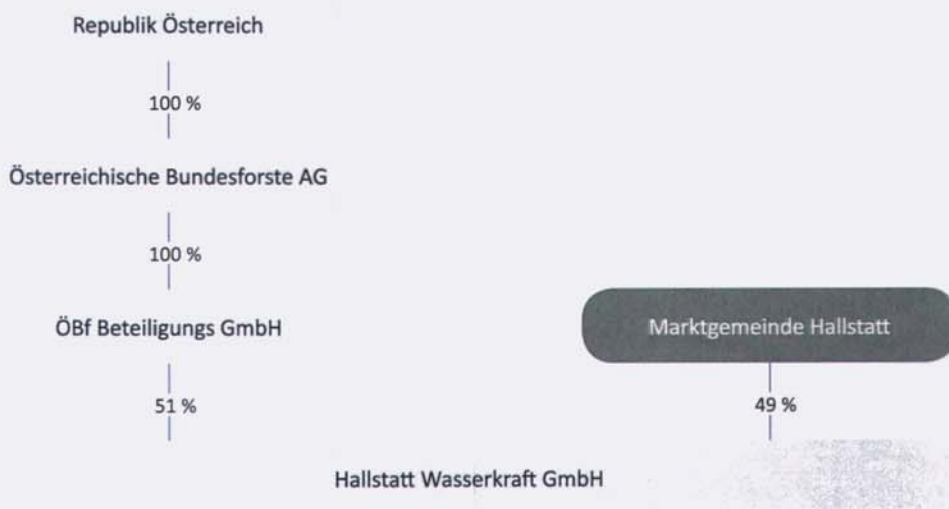 Republik Österreich
100 %
Österreichische Bundesforste AG
100 %
ÖBf Beteiligungs GmbH
Marktgemeinde Hallstatt
51 %
49 %
Hallstatt Wasserkraft GmbH